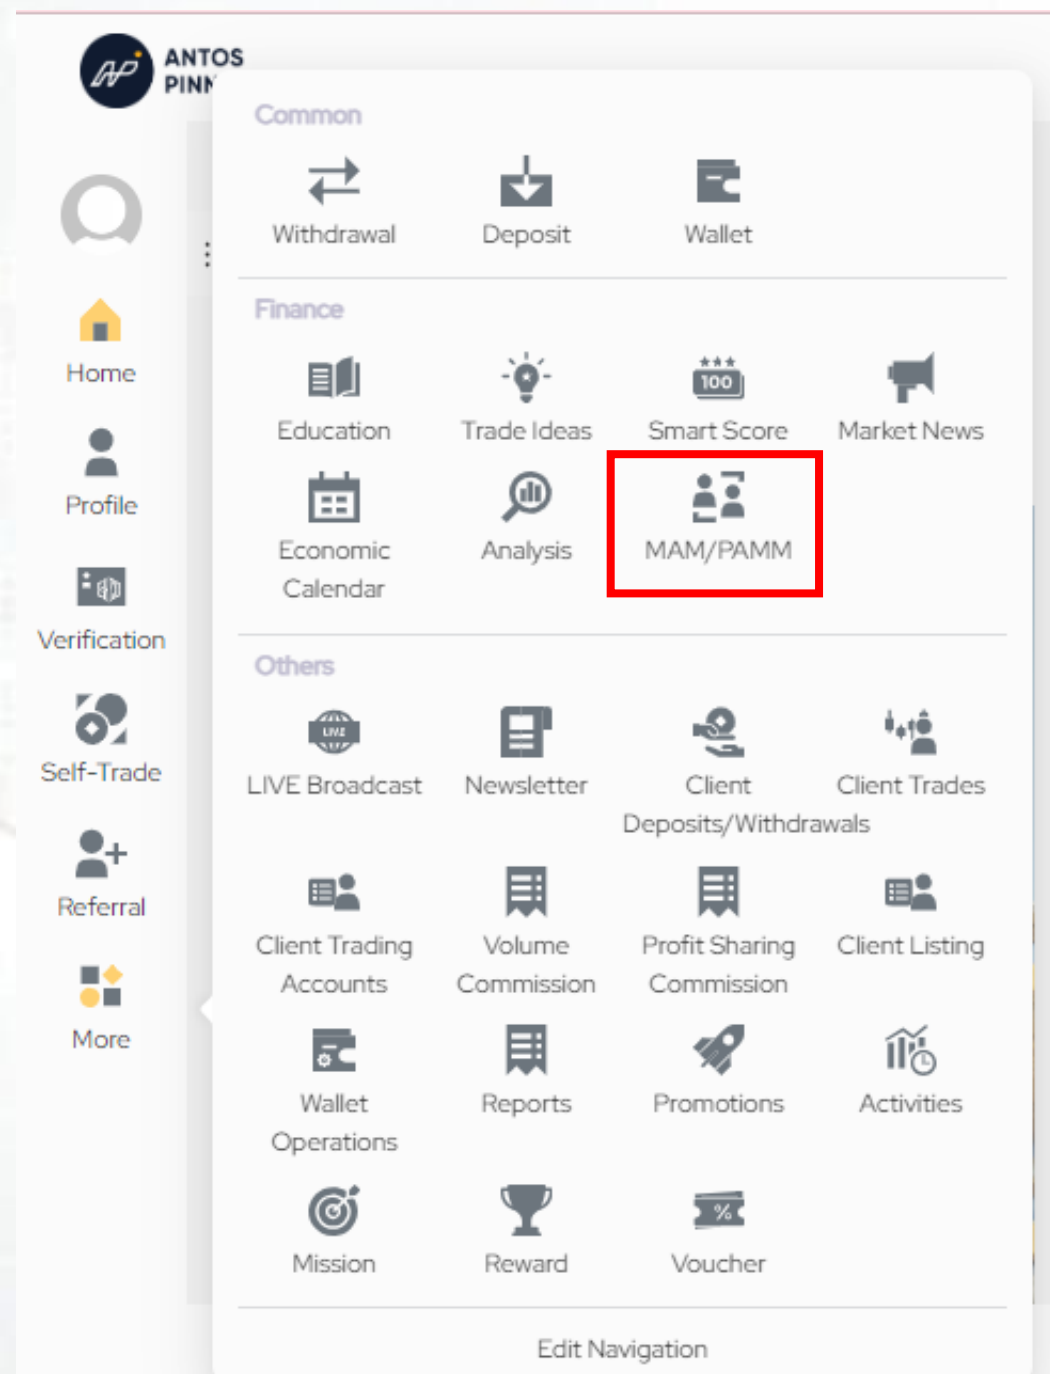 ANTOS
Common
Withdrawal Deposit Wallet
Finance
Education Trade Ideas Smart Score Market News
100
Economic Calendar Analysis MAM/PAMM
Others
LIVE
LIVE Broadcast Newsletter Client Deposits/Withdrawals Client Trades
Client Trading Accounts Volume Commission Profit Sharing Commission Client Listing
Wallet Operations Reports Promotions Activities
%
Mission Reward Voucher
Edit Navigation
Home
Profile
Verification
Self-Trade
Referral
More